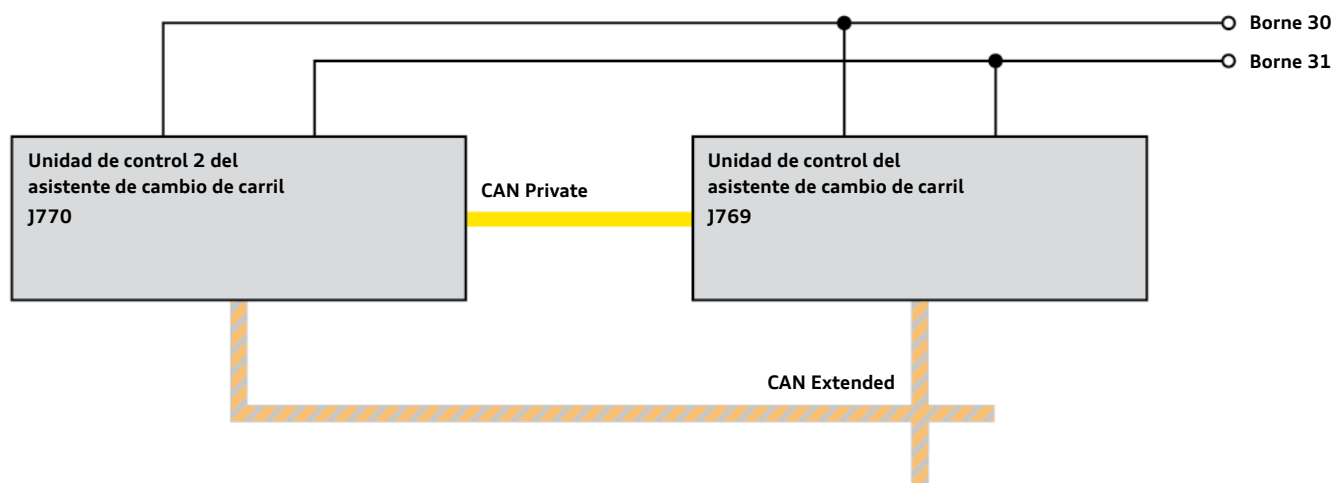 Borne 30
Borne 31
Unidad de control 2 del
asistente de cambio de carril
J770
CAN Private
Unidad de control del
asistente de cambio de carril
J769
CAN Extended